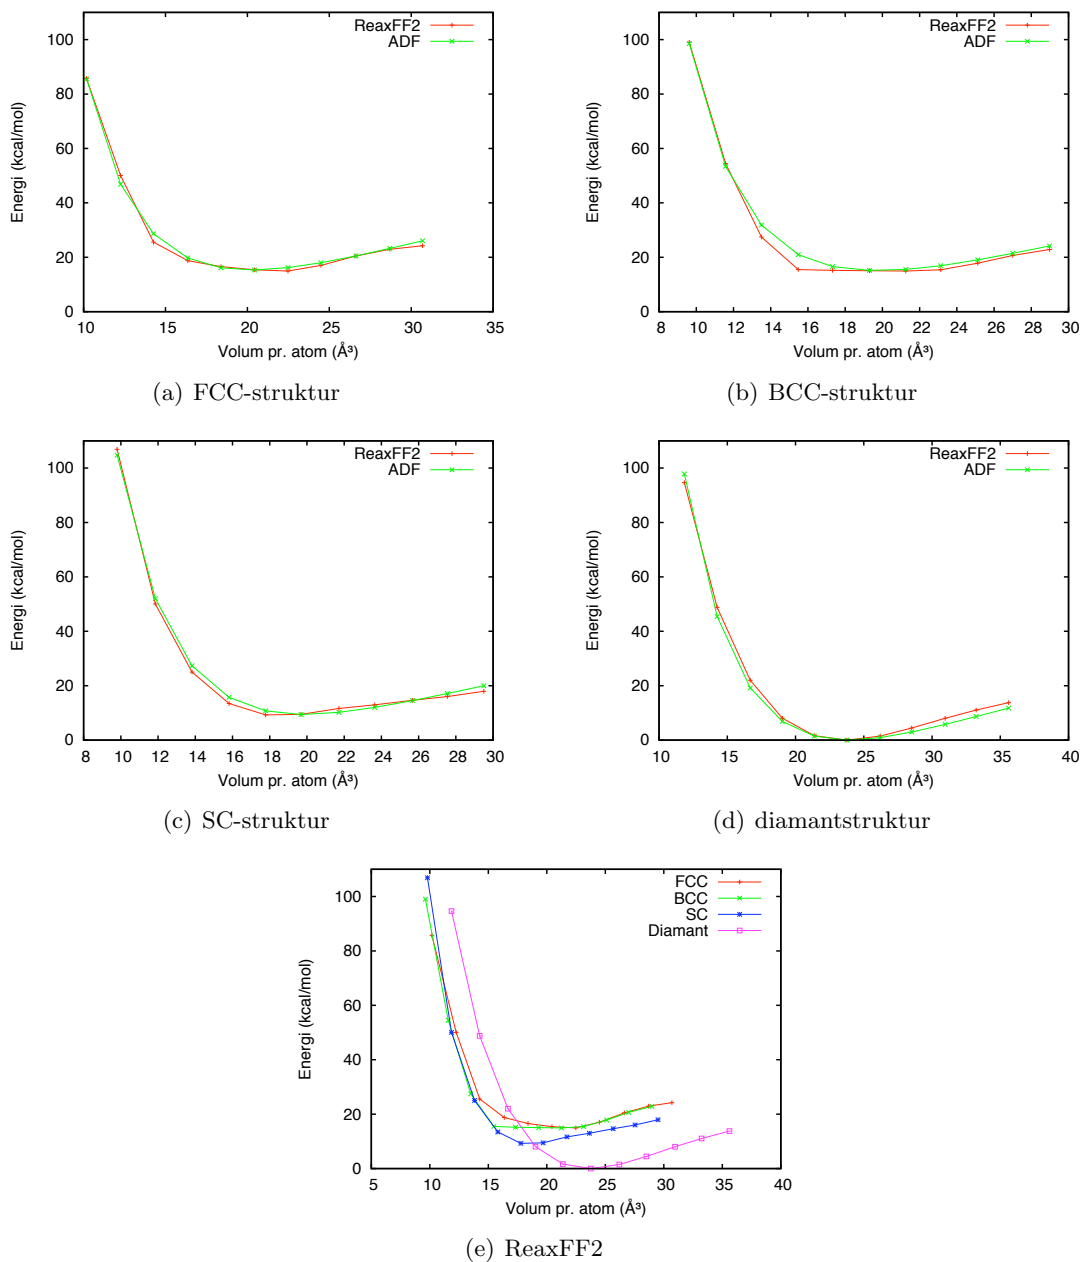 ReaxFF2
ADF
Energi (kcal/mol)
100
80
60
40
20
0
10 15 20 25 30 35
Volum pr. atom (Å³)
(a) FCC-struktur
ReaxFF2
ADF
Energi (kcal/mol)
100
80
60
40
20
0
8 10 12 14 16 18 20 22 24 26 28 30
Volum pr. atom (Å³)
(b) BCC-struktur
ReaxFF2
ADF
Energi (kcal/mol)
100
80
60
40
20
0
8 10 12 14 16 18 20 22 24 26 28 30
Volum pr. atom (Å³)
(c) SC-struktur
ReaxFF2
ADF
Energi (kcal/mol)
100
80
60
40
20
0
10 15 20 25 30 35 40
Volum pr. atom (Å³)
(d) diamantstruktur
FCC
BCC
SC
Diamant
Energi (kcal/mol)
100
80
60
40
20
0
5 10 15 20 25 30 35 40
Volum pr. atom (Å³)
(e) ReaxFF2